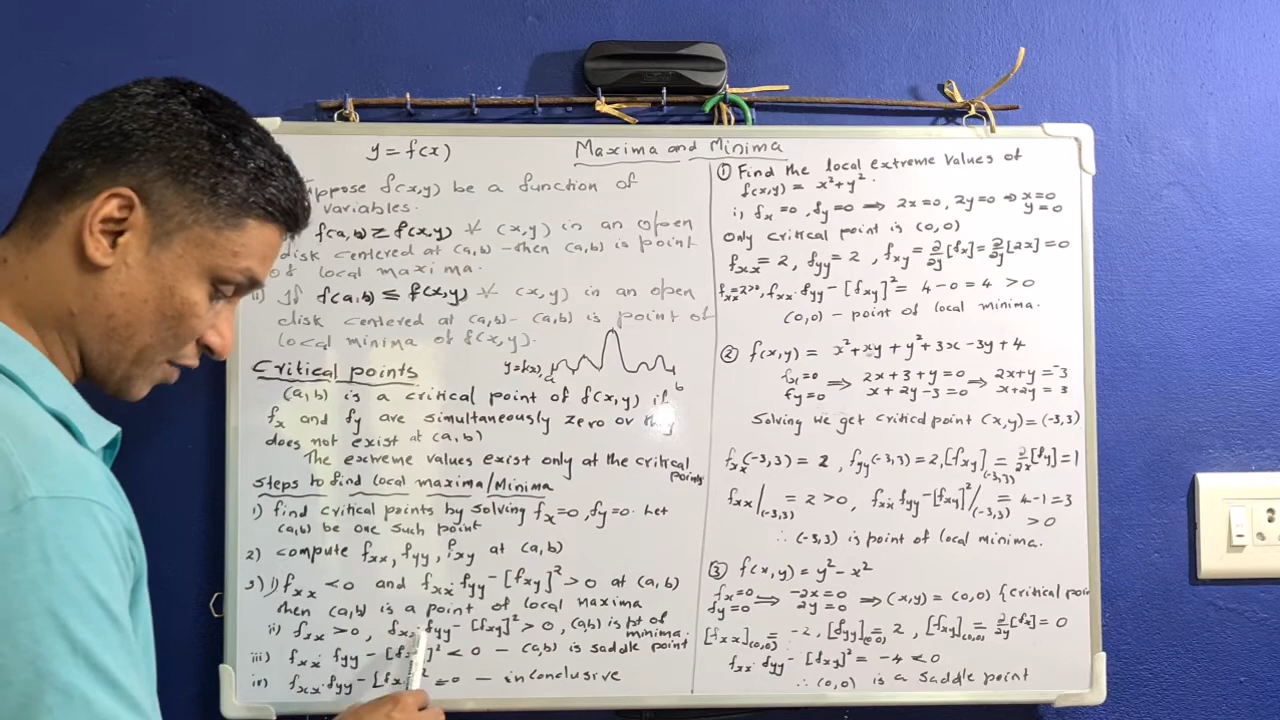 y = f(x)
Maxima and Minima
ppose f(x,y) be a function of
variables.
f(a,b) ≥ f(x,y) ∀ (x,y) in an open
disk centered at (a,b) then (a,b) is point
of local maxima.
ii) If f(a,b) ≤ f(x,y) ∀ (x,y) in an open
disk centered at (a,b) - (a,b) is point of
local minima of f(x,y).
y=f(x)
a
b
Critical points
(a,b) is a critical point of f(x,y) if
fx and fy are simultaneously zero or they
does not exist at (a,b)
The extreme values exist only at the critical
points
Steps to find local maxima/Minima
1) find critical points by solving fx=0, fy=0. Let
(a,b) be one such point
2) compute fxx, fyy, fxy at (a,b)
3) i) fxx < 0 and fxx·fyy - [fxy]² > 0 at (a,b)
then (a,b) is a point of local maxima
ii) fxx > 0, fxx·fyy - [fxy]² > 0, (a,b) is pt of
minima.
iii) fxx·fyy - [f ]² < 0 - (a,b) is saddle point
iv) fxx·fyy - [fx ]² = 0 - inconclusive
① Find the local extreme values of
f(x,y) = x²+y².
i) fx = 0, fy = 0 ⇒ 2x=0, 2y=0 ⇒ x=0
y=0
Only critical point is (0,0)
fxx = 2, fyy = 2, fxy = ∂/∂y[fx] = ∂/∂y[2x] = 0
fxx=2>0, fxx·fyy - [fxy]² = 4-0 = 4 > 0
(0,0) - point of local minima.
② f(x,y) = x²+xy+y²+3x-3y+4
fx=0 ⇒ 2x+3+y=0 ⇒ 2x+y=-3
fy=0 x+2y-3=0 x+2y=3
Solving we get critical point (x,y)=(-3,3)
fxx(-3,3) = 2, fyy(-3,3)=2, [fxy](-3,3) = ∂/∂x[fy]=1
fxx|(-3,3) = 2 > 0, fxx·fyy-[fxy]²/(-3,3) = 4-1=3
> 0
∴ (-3,3) is point of local minima.
③ f(x,y) = y²-x²
fx=0 ⇒ -2x=0 ⇒ (x,y) = (0,0) {critical poin
fy=0 2y=0
[fxx](0,0) = -2, [fyy](0,0) = 2, [fxy](0,0) = ∂/∂y[fx] = 0
fxx·fyy - [fxy]² = -4 < 0
∴ (0,0) is a saddle point